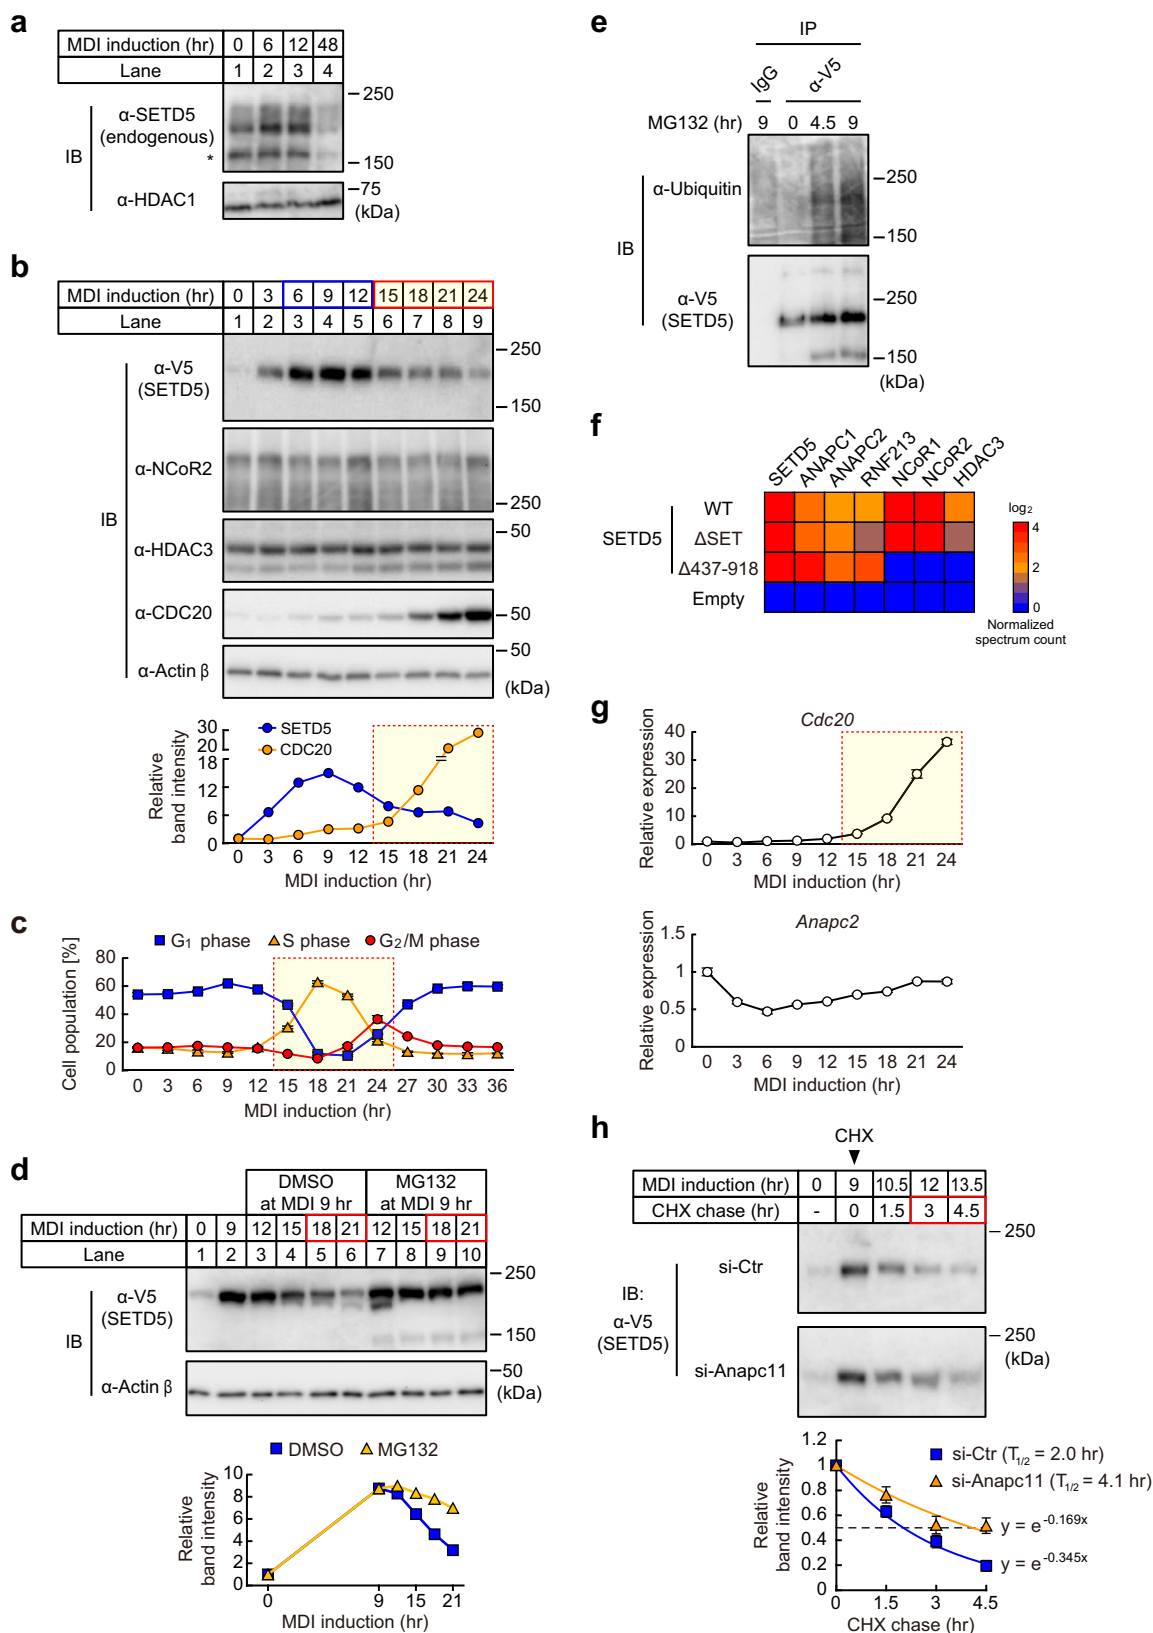 a
MDI induction (hr) 0 6 12 48
Lane 1 2 3 4
IB
α-SETD5
(endogenous)
*
250
150
α-HDAC1
75
(kDa)
b
MDI induction (hr) 0 3 6 9 12 15 18 21 24
Lane 1 2 3 4 5 6 7 8 9
IB
α-V5
(SETD5)
250
150
α-NCoR2
250
α-HDAC3
50
α-CDC20
50
α-Actin β
50
(kDa)
Relative
band intensity
SETD5
CDC20
30
20
18
12
6
0
0 3 6 9 12 15 18 21 24
MDI induction (hr)
c
G1 phase S phase G2/M phase
Cell population [%]
80
60
40
20
0
0 3 6 9 12 15 18 21 24 27 30 33 36
MDI induction (hr)
d
DMSO
at MDI 9 hr
MG132
at MDI 9 hr
MDI induction (hr) 0 9 12 15 18 21 12 15 18 21
Lane 1 2 3 4 5 6 7 8 9 10
IB
α-V5
(SETD5)
250
150
α-Actin β
50
(kDa)
DMSO MG132
Relative
band intensity
10
8
6
4
2
0
0 9 15 21
MDI induction (hr)
e
IP
IgG α-V5
MG132 (hr) 9 0 4.5 9
IB
α-Ubiquitin
250
150
α-V5
(SETD5)
250
150
(kDa)
f
SETD5 ANAPC1 ANAPC2 RNF213 NCoR1 NCoR2 HDAC3
SETD5
WT
ΔSET
Δ437-918
Empty
log2
4
2
0
Normalized
spectrum count
g
Cdc20
Relative expression
40
30
20
10
0
0 3 6 9 12 15 18 21 24
MDI induction (hr)
Anapc2
Relative expression
1.5
1
0.5
0
0 3 6 9 12 15 18 21 24
MDI induction (hr)
h
CHX
MDI induction (hr) 0 9 10.5 12 13.5
CHX chase (hr) - 0 1.5 3 4.5
IB:
α-V5
(SETD5)
si-Ctr
250
si-Anapc11
250
(kDa)
Relative
band intensity
1.2
1.0
0.8
0.6
0.4
0.2
0
si-Ctr (T1/2 = 2.0 hr)
si-Anapc11 (T1/2 = 4.1 hr)
y = e-0.169x
y = e-0.345x
0 1.5 3 4.5
CHX chase (hr)